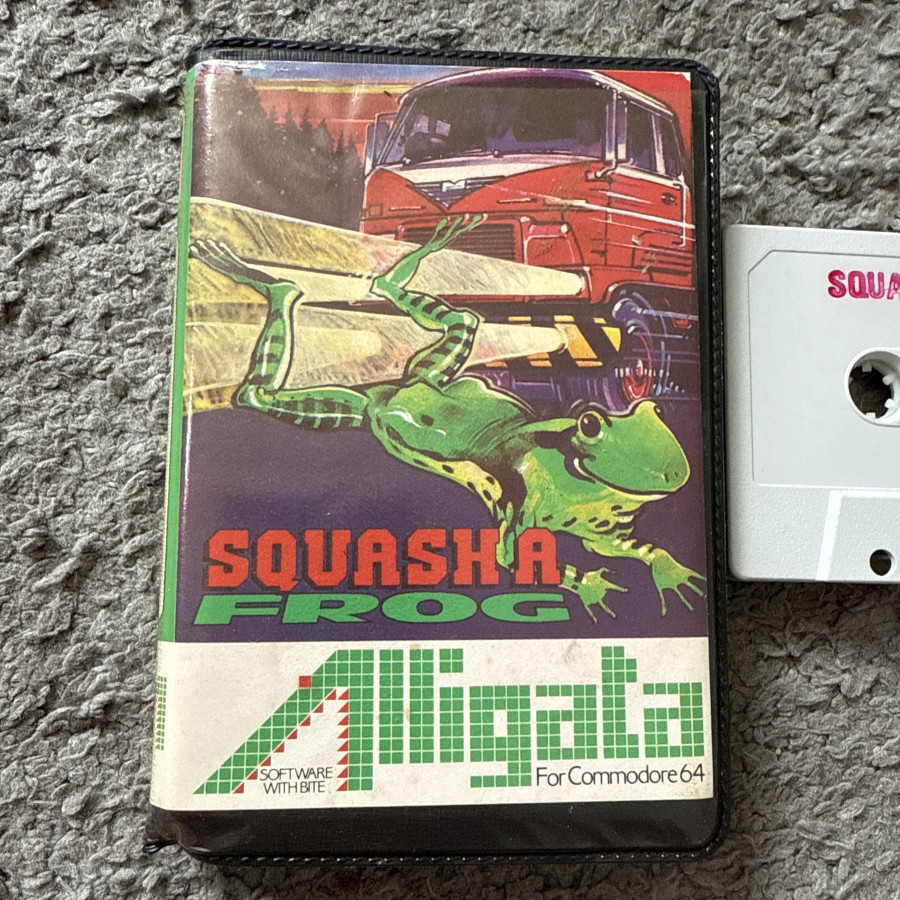 SQUASH A
FROG
Alligata
SOFTWARE
WITH BITE
For Commodore 64
SQUA